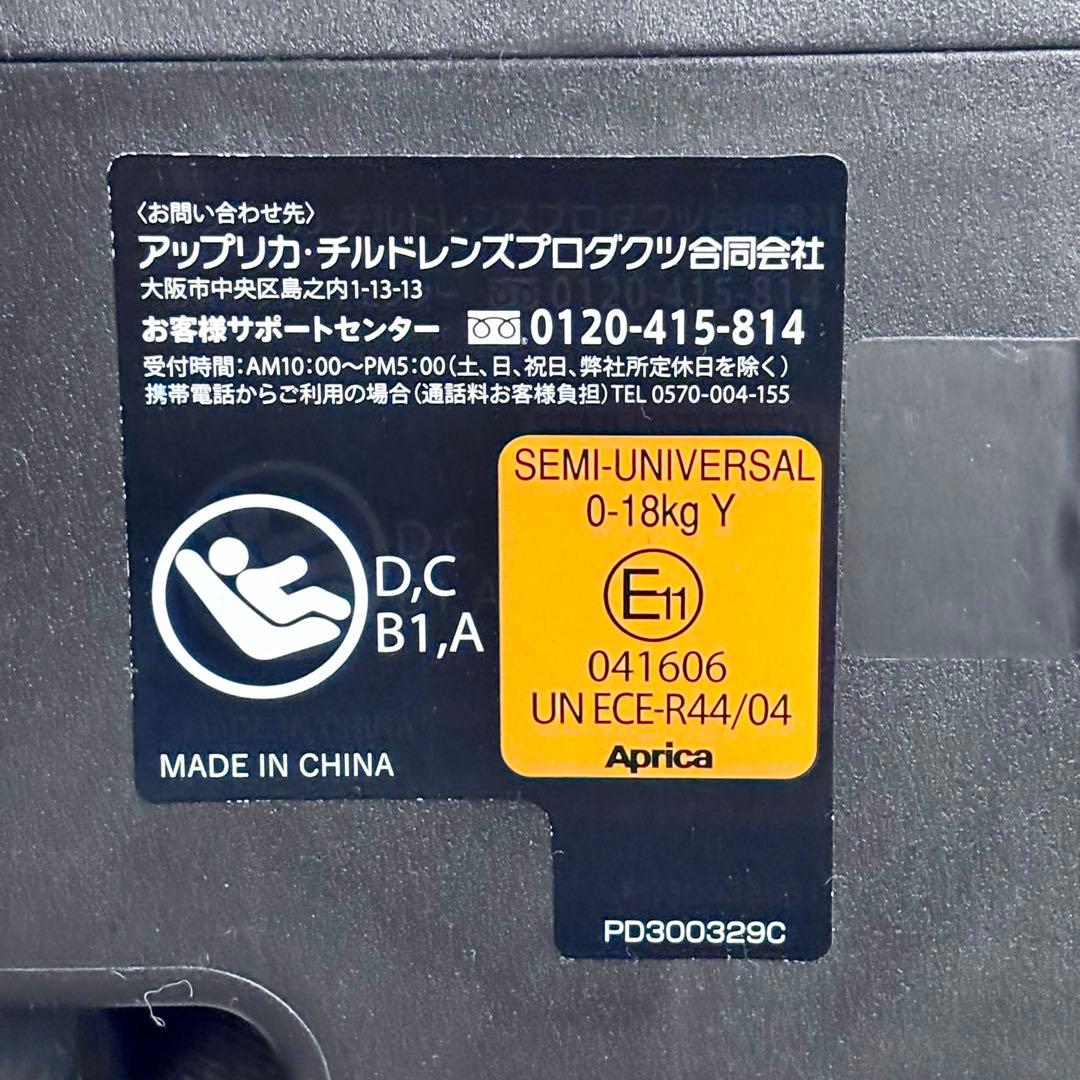 〈お問い合わせ先〉
アップリカ・チルドレンズプロダクツ合同会社
大阪市中央区島之内1-13-13
お客様サポートセンター 0120-415-814
受付時間：AM10：00〜PM5：00（土、日、祝日、弊社所定休日を除く）
携帯電話からご利用の場合（通話料お客様負担）TEL 0570-004-155
SEMI-UNIVERSAL
0-18kg Y
E11
041606
UN ECE-R44/04
Aprica
D,C
B1,A
MADE IN CHINA
PD300329C